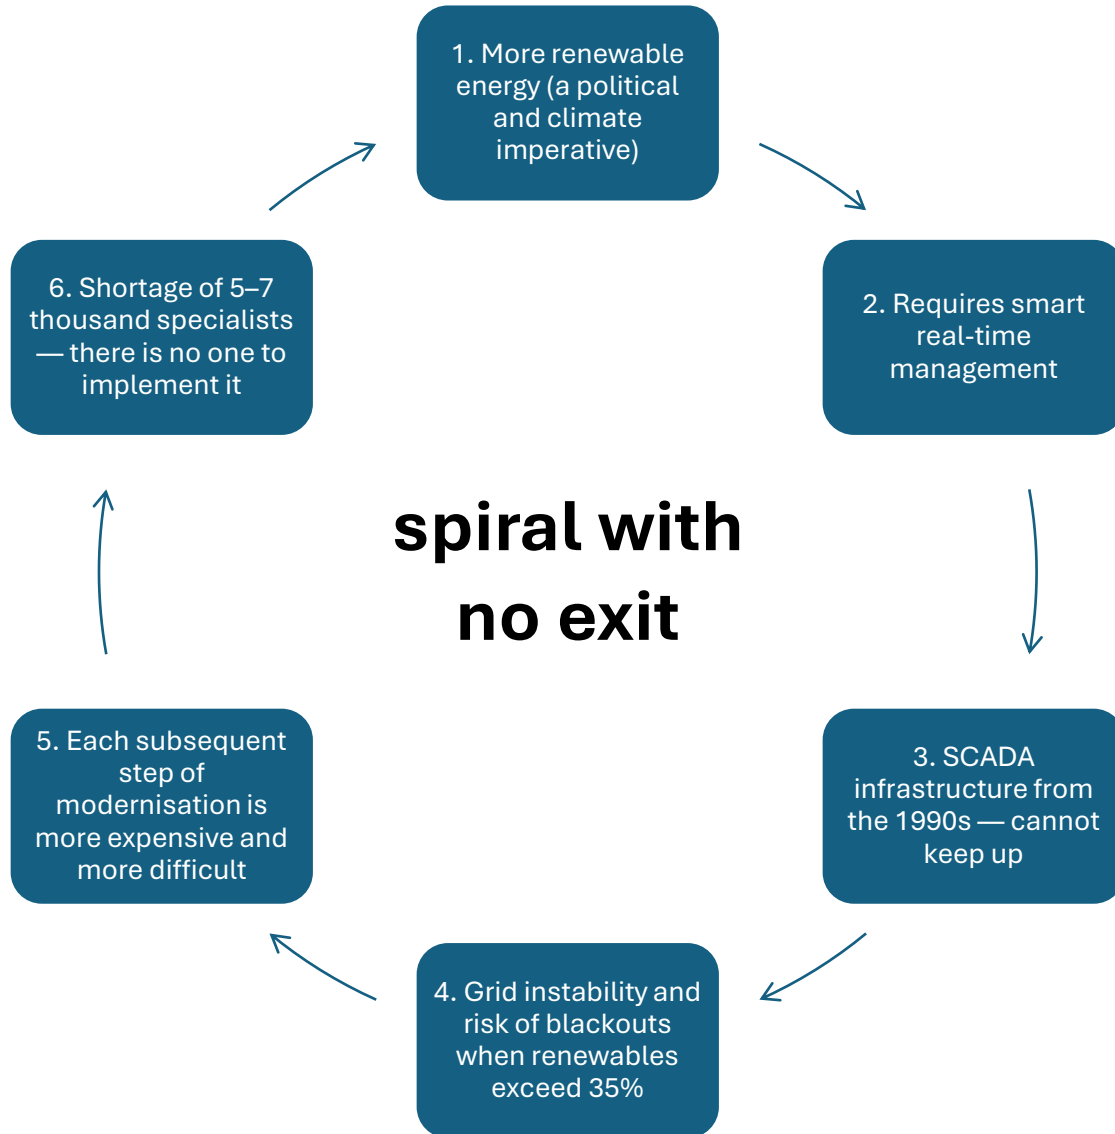 1. More renewable
energy (a political
and climate
imperative)
2. Requires smart
real-time
management
3. SCADA
infrastructure from
the 1990s — cannot
keep up
4. Grid instability and
risk of blackouts
when renewables
exceed 35%
5. Each subsequent
step of
modernisation is
more expensive and
more difficult
6. Shortage of 5–7
thousand specialists
— there is no one to
implement it
spiral with
no exit